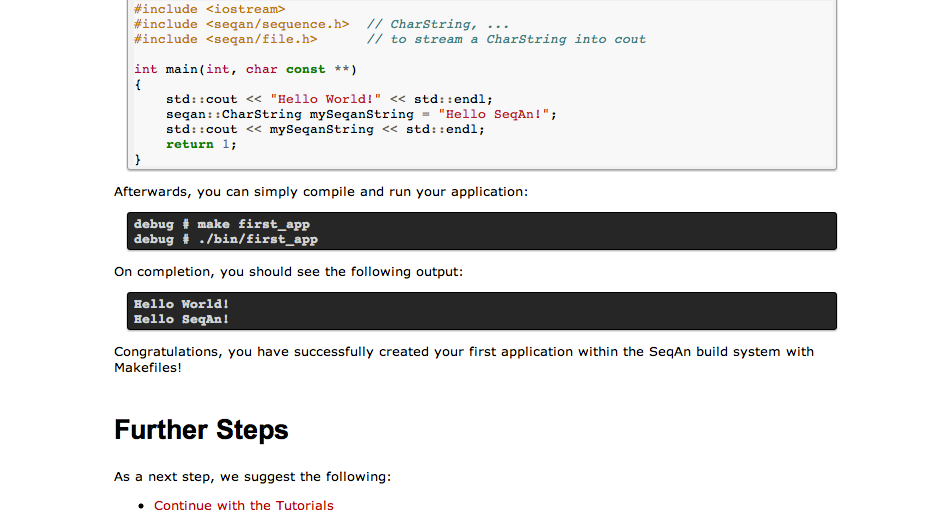 #include <iostream>
#include <seqan/sequence.h>  // CharString, ...
#include <seqan/file.h>      // to stream a CharString into cout

int main(int, char const **)
{
    std::cout << "Hello World!" << std::endl;
    seqan::CharString mySeqanString = "Hello SeqAn!";
    std::cout << mySeqanString << std::endl;
    return 1;
}
Afterwards, you can simply compile and run your application:
debug # make first_app
debug # ./bin/first_app
On completion, you should see the following output:
Hello World!
Hello SeqAn!
Congratulations, you have successfully created your first application within the SeqAn build system with
Makefiles!
Further Steps
As a next step, we suggest the following:
• Continue with the Tutorials